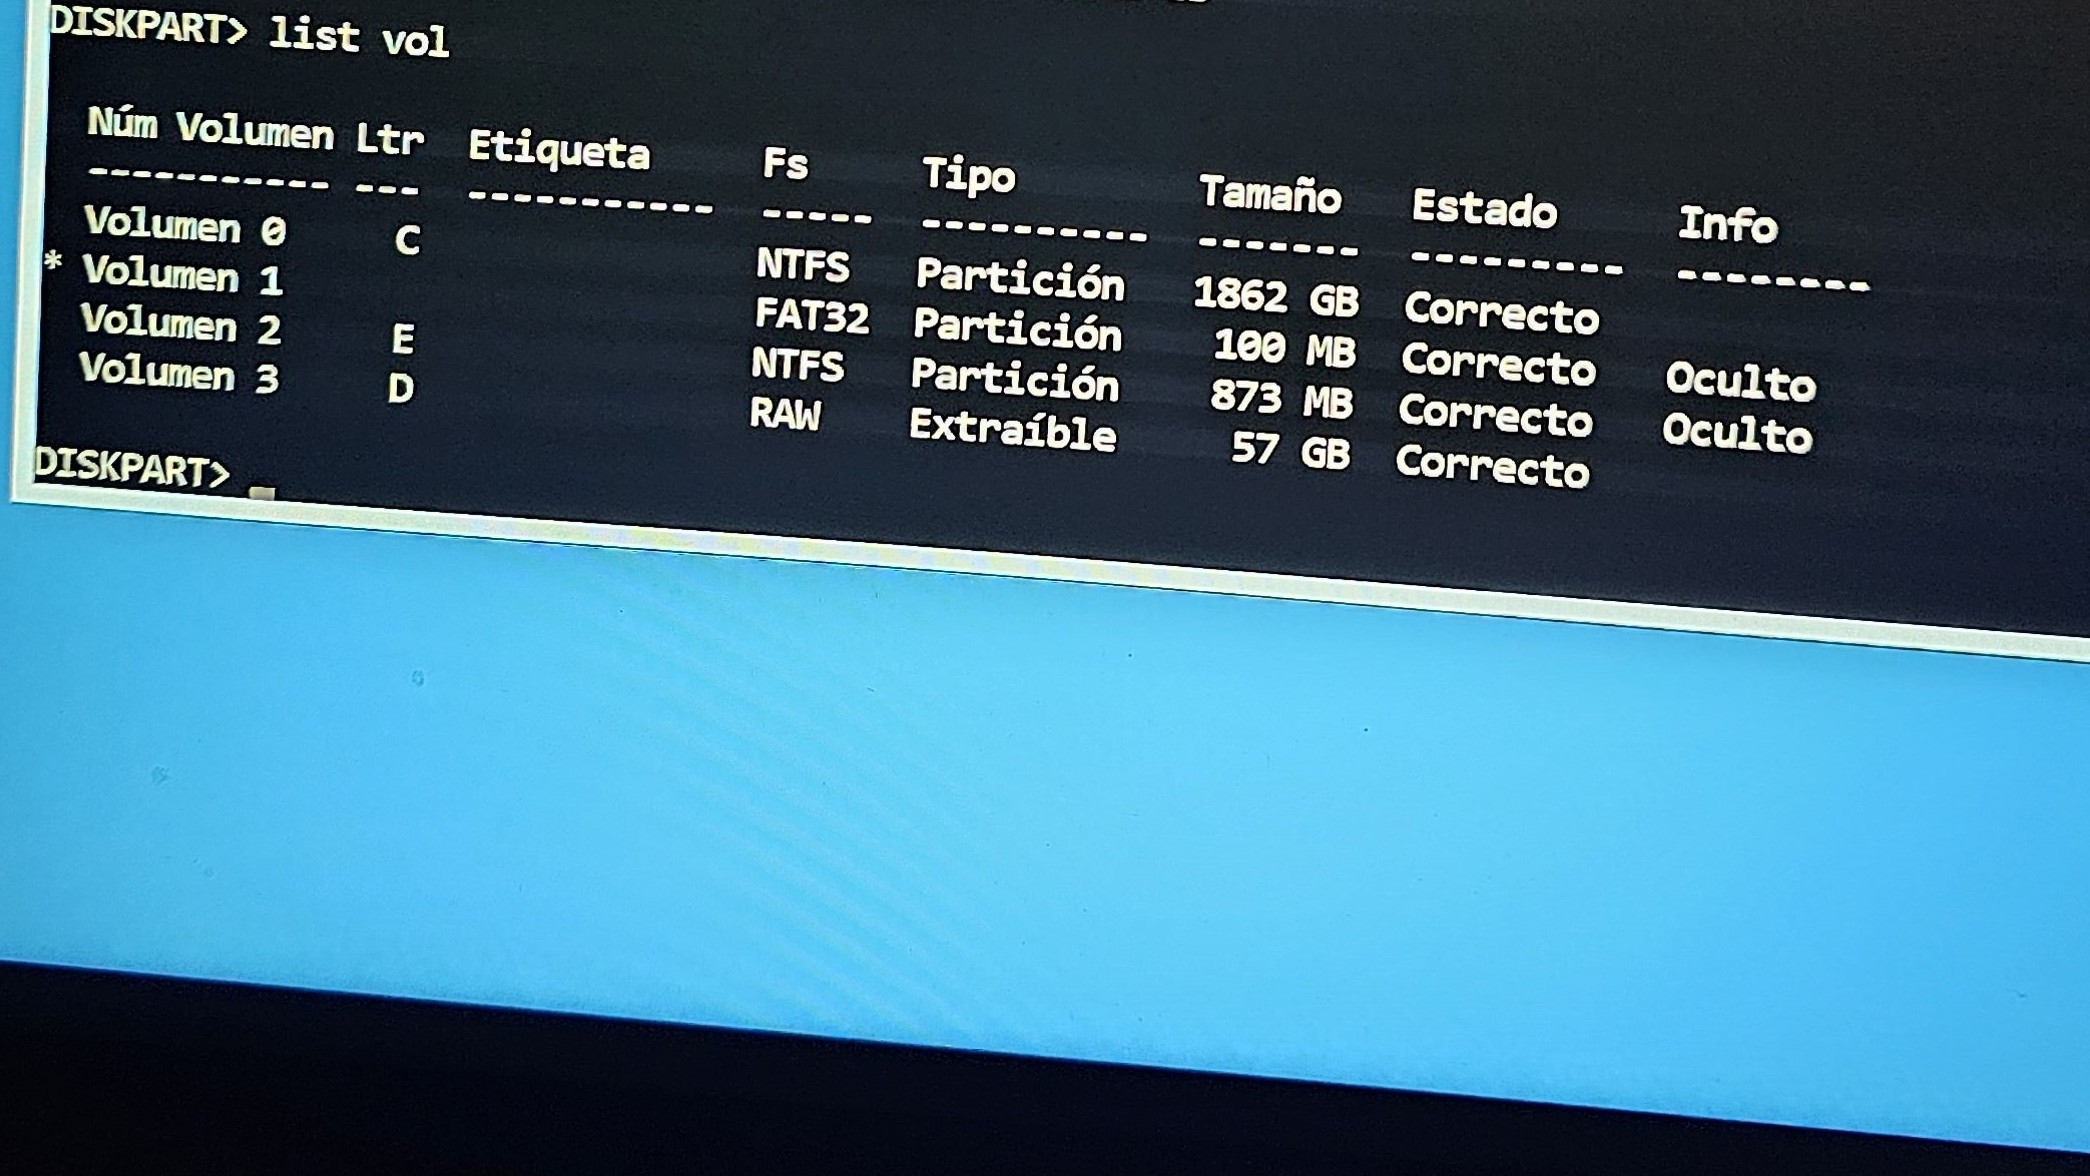 DISKPART> list vol
Núm Volumen Ltr Etiqueta Fs Tipo Tamaño Estado Info
----------- --- ----------- ----- ---------- ------- --------- --------
Volumen 0 C NTFS Partición 1862 GB Correcto
* Volumen 1 FAT32 Partición 100 MB Correcto Oculto
Volumen 2 E NTFS Partición 873 MB Correcto Oculto
Volumen 3 D RAW Extraíble 57 GB Correcto
DISKPART> _